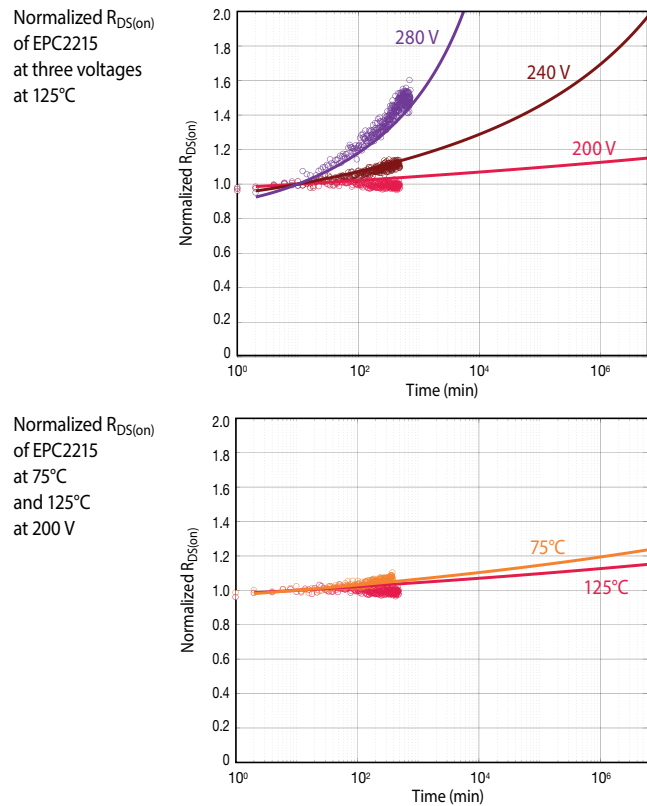 Normalized RDS(on)
of EPC2215
at three voltages
at 125°C
Normalized RDS(on)
2.0
1.8
1.6
1.4
1.2
1.0
0.8
0.6
0.4
0.2
0
280 V
240 V
200 V
10⁰
10²
10⁴
10⁶
Time (min)
Normalized RDS(on)
of EPC2215
at 75°C
and 125°C
at 200 V
Normalized RDS(on)
2.0
1.8
1.6
1.4
1.2
1.0
0.8
0.6
0.4
0.2
0
75°C
125°C
10⁰
10²
10⁴
10⁶
Time (min)